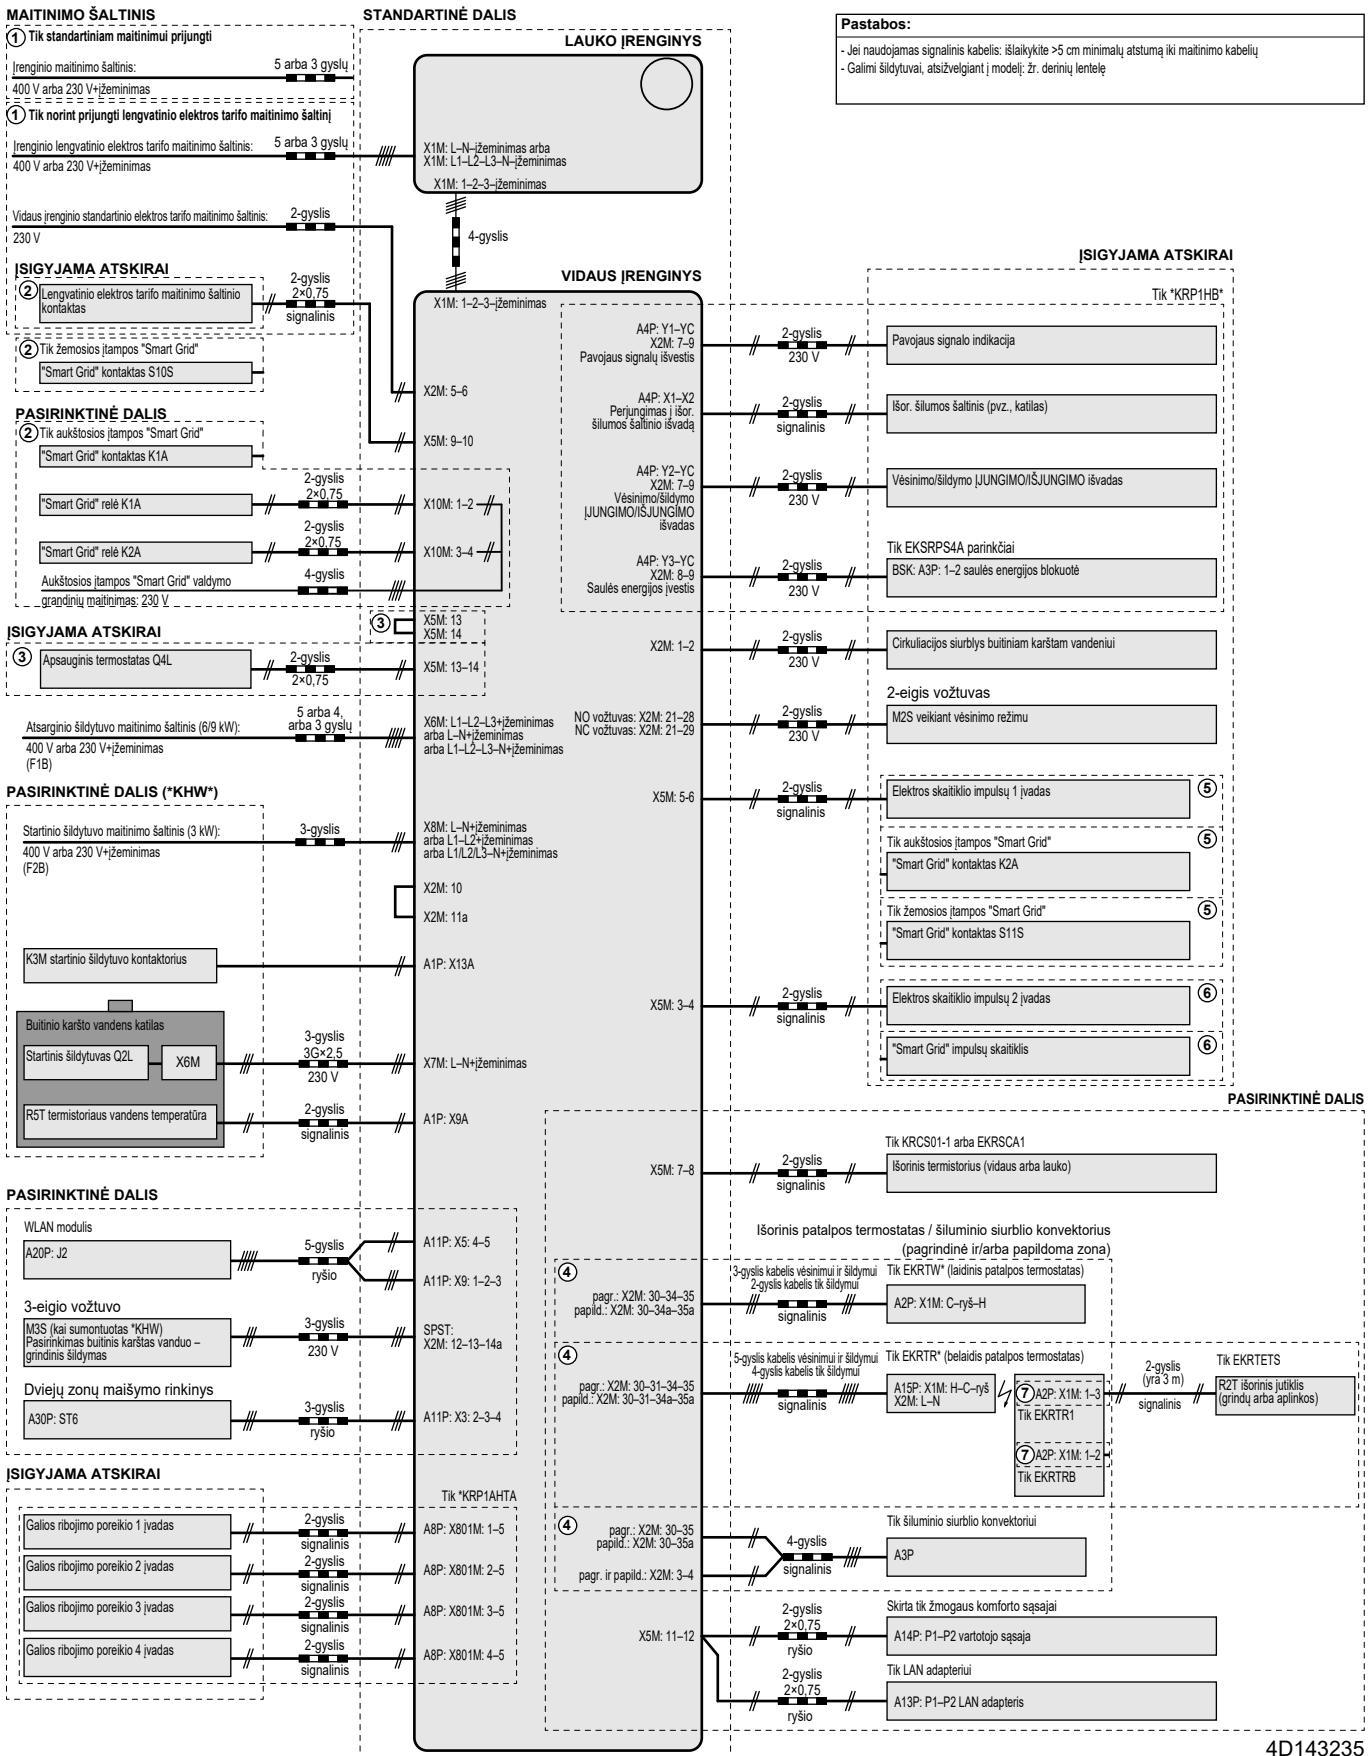 MAITINIMO ŠALTINIS
① Tik standartiniam maitinimui prijungti
Įrenginio maitinimo šaltinis:
5 arba 3 gyslų
400 V arba 230 V+įžeminimas
① Tik norint prijungti lengvatinio elektros tarifo maitinimo šaltinį
Įrenginio lengvatinio elektros tarifo maitinimo šaltinis:
5 arba 3 gyslų
400 V arba 230 V+įžeminimas
Vidaus įrenginio standartinio elektros tarifo maitinimo šaltinis:
2-gyslis
230 V
ĮSIGYJAMA ATSKIRAI
② Lengvatinio elektros tarifo maitinimo šaltinio
kontaktas
2-gyslis
2×0,75
signalinis
② Tik žemosios įtampos "Smart Grid"
"Smart Grid" kontaktas S10S
PASIRINKTINĖ DALIS
② Tik aukštosios įtampos "Smart Grid"
"Smart Grid" kontaktas K1A
"Smart Grid" relė K1A
2-gyslis
2×0,75
"Smart Grid" relė K2A
2-gyslis
2×0,75
Aukštosios įtampos "Smart Grid" valdymo
grandinių maitinimas: 230 V
4-gyslis
ĮSIGYJAMA ATSKIRAI
③ Apsauginis termostatas Q4L
2-gyslis
2×0,75
Atsarginio šildytuvo maitinimo šaltinis (6/9 kW):
5 arba 4,
arba 3 gyslų
400 V arba 230 V+įžeminimas
(F1B)
PASIRINKTINĖ DALIS (*KHW*)
Startinio šildytuvo maitinimo šaltinis (3 kW):
3-gyslis
400 V arba 230 V+įžeminimas
(F2B)
K3M startinio šildytuvo kontaktorius
Buitinio karšto vandens katilas
Startinis šildytuvas Q2L
X6M
3-gyslis
3G×2,5
230 V
R5T termistoriaus vandens temperatūra
2-gyslis
signalinis
PASIRINKTINĖ DALIS
WLAN modulis
A20P: J2
5-gyslis
ryšio
3-eigio vožtuvo
M3S (kai sumontuotas *KHW)
Pasirinkimas buitinis karštas vanduo –
grindinis šildymas
3-gyslis
230 V
Dviejų zonų maišymo rinkinys
A30P: ST6
3-gyslis
ryšio
ĮSIGYJAMA ATSKIRAI
Galios ribojimo poreikio 1 įvadas
2-gyslis
signalinis
Galios ribojimo poreikio 2 įvadas
2-gyslis
signalinis
Galios ribojimo poreikio 3 įvadas
2-gyslis
signalinis
Galios ribojimo poreikio 4 įvadas
2-gyslis
signalinis
STANDARTINĖ DALIS
LAUKO ĮRENGINYS
X1M: L–N–įžeminimas arba
X1M: L1–L2–L3–N–įžeminimas
X1M: 1–2–3–įžeminimas
4-gyslis
VIDAUS ĮRENGINYS
X1M: 1–2–3–įžeminimas
X2M: 5–6
X5M: 9–10
X10M: 1–2
X10M: 3–4
③ X5M: 13
X5M: 14
X5M: 13–14
X6M: L1–L2–L3+įžeminimas
arba L–N+įžeminimas
arba L1–L2–L3–N+įžeminimas
X8M: L–N+įžeminimas
arba L1–L2+įžeminimas
arba L1/L2/L3–N+įžeminimas
X2M: 10
X2M: 11a
A1P: X13A
X7M: L–N+įžeminimas
A1P: X9A
A11P: X5: 4–5
A11P: X9: 1–2–3
SPST:
X2M: 12–13–14a
A11P: X3: 2–3–4
Tik *KRP1AHTA
A8P: X801M: 1–5
A8P: X801M: 2–5
A8P: X801M: 3–5
A8P: X801M: 4–5
Pastabos:
- Jei naudojamas signalinis kabelis: išlaikykite >5 cm minimalų atstumą iki maitinimo kabelių
- Galimi šildytuvai, atsižvelgiant į modelį: žr. derinių lentelę
ĮSIGYJAMA ATSKIRAI
Tik *KRP1HB*
A4P: Y1–YC
X2M: 7–9
Pavojaus signalų išvestis
2-gyslis
230 V
Pavojaus signalo indikacija
A4P: X1–X2
Perjungimas į išor.
šilumos šaltinio išvadą
2-gyslis
signalinis
Išor. šilumos šaltinis (pvz., katilas)
A4P: Y2–YC
X2M: 7–9
Vėsinimo/šildymo
ĮJUNGIMO/IŠJUNGIMO
išvadas
2-gyslis
230 V
Vėsinimo/šildymo ĮJUNGIMO/IŠJUNGIMO išvadas
A4P: Y3–YC
X2M: 8–9
Saulės energijos įvestis
2-gyslis
230 V
Tik EKSRPS4A parinkčiai
BSK: A3P: 1–2 saulės energijos blokuotė
X2M: 1–2
2-gyslis
230 V
Cirkuliacijos siurblys buitiniam karštam vandeniui
2-eigis vožtuvas
NO vožtuvas: X2M: 21–28
NC vožtuvas: X2M: 21–29
2-gyslis
230 V
M2S veikiant vėsinimo režimu
X5M: 5-6
2-gyslis
signalinis
Elektros skaitiklio impulsų 1 įvadas ⑤
Tik aukštosios įtampos "Smart Grid" ⑤
"Smart Grid" kontaktas K2A
Tik žemosios įtampos "Smart Grid" ⑤
"Smart Grid" kontaktas S11S
X5M: 3–4
2-gyslis
signalinis
Elektros skaitiklio impulsų 2 įvadas ⑥
"Smart Grid" impulsų skaitiklis ⑥
PASIRINKTINĖ DALIS
Tik KRCS01-1 arba EKRSCA1
X5M: 7–8
2-gyslis
signalinis
Išorinis termistorius (vidaus arba lauko)
Išorinis patalpos termostatas / šiluminio siurblio konvektorius
(pagrindinė ir/arba papildoma zona)
④
pagr.: X2M: 30–34–35
papild.: X2M: 30–34a–35a
3-gyslis kabelis vėsinimui ir šildymui
2-gyslis kabelis tik šildymui
signalinis
Tik EKRTW* (laidinis patalpos termostatas)
A2P: X1M: C–ryš–H
④
pagr.: X2M: 30–31–34–35
papild.: X2M: 30–31–34a–35a
5-gyslis kabelis vėsinimui ir šildymui
4-gyslis kabelis tik šildymui
signalinis
Tik EKRTR* (belaidis patalpos termostatas)
A15P: X1M: H–C–ryš
X2M: L–N
⑦ A2P: X1M: 1–3
Tik EKRTR1
⑦ A2P: X1M: 1–2
Tik EKRTRB
2-gyslis
(yra 3 m)
signalinis
Tik EKRTETS
R2T išorinis jutiklis
(grindų arba aplinkos)
④
pagr.: X2M: 30–35
papild.: X2M: 30–35a
pagr. ir papild.: X2M: 3–4
4-gyslis
signalinis
Tik šiluminio siurblio konvektoriui
A3P
X5M: 11–12
2-gyslis
2×0,75
ryšio
Skirta tik žmogaus komforto sąsajai
A14P: P1–P2 vartotojo sąsaja
2-gyslis
2×0,75
ryšio
Tik LAN adapteriui
A13P: P1–P2 LAN adapteris
4D143235